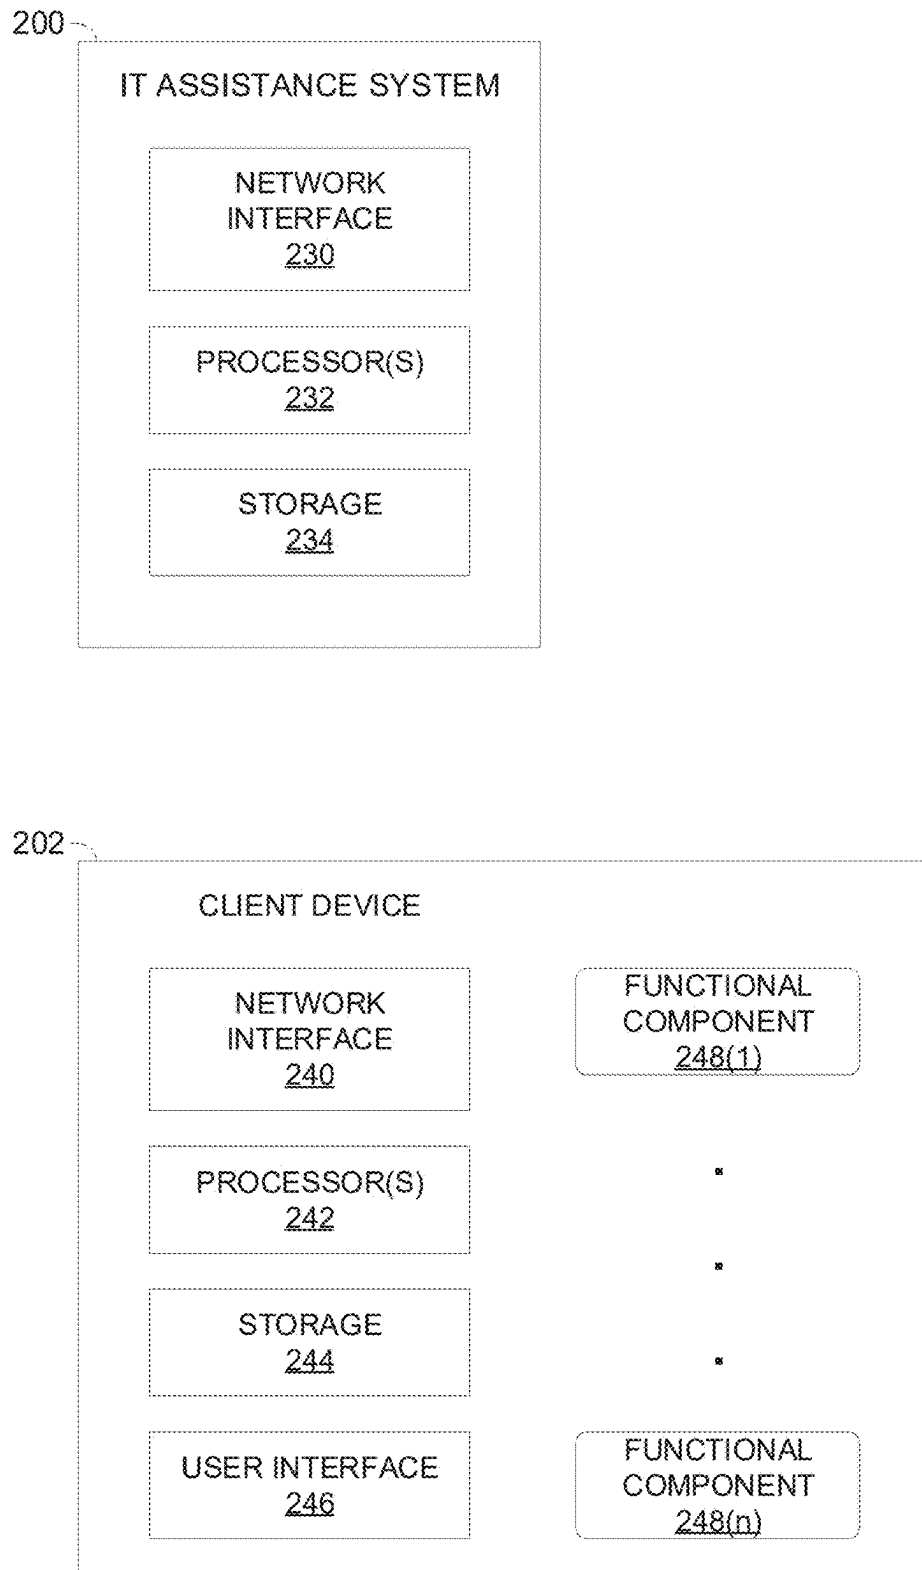 200
IT ASSISTANCE SYSTEM
NETWORK
INTERFACE
230
PROCESSOR(S)
232
STORAGE
234
202
CLIENT DEVICE
NETWORK
INTERFACE
240
PROCESSOR(S)
242
STORAGE
244
USER INTERFACE
246
FUNCTIONAL
COMPONENT
248(1)
FUNCTIONAL
COMPONENT
248(n)